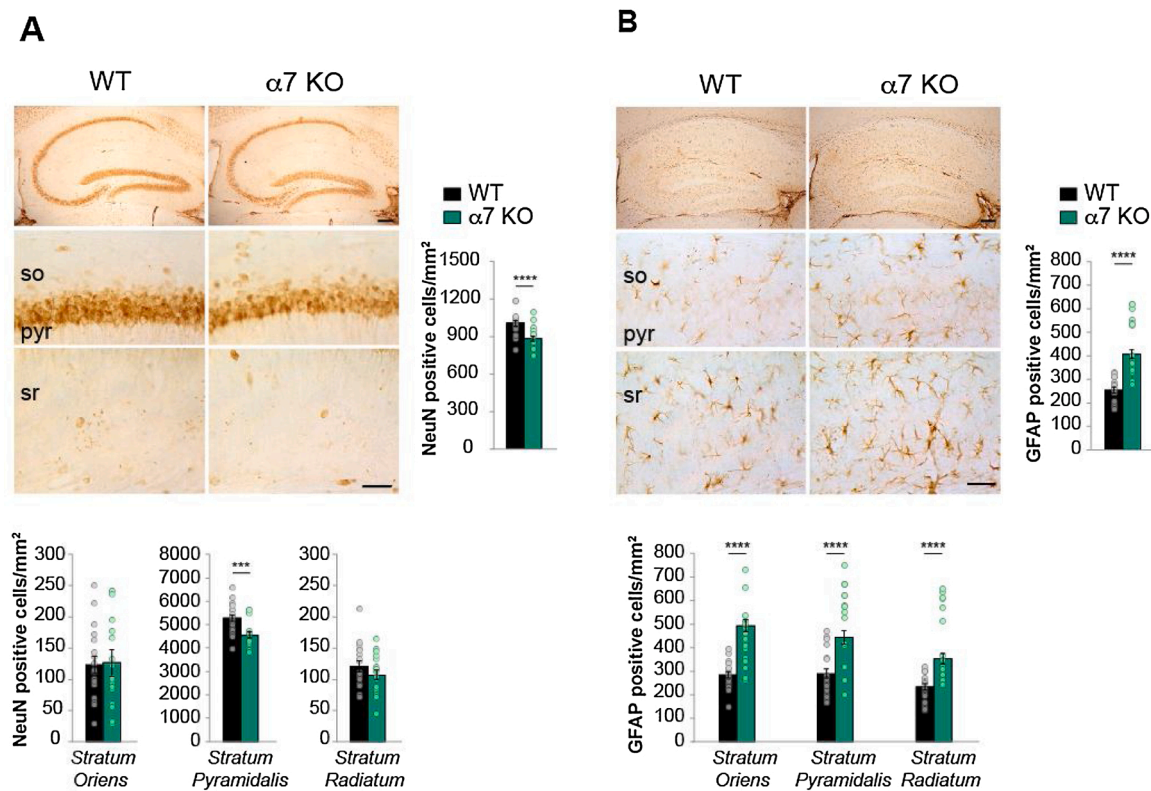 A
WT
α7 KO
so
pyr
sr
WT
α7 KO
NeuN positive cells/mm²
1500
1200
900
600
300
0
****
NeuN positive cells/mm²
300
250
200
150
100
50
0
Stratum
Oriens
8000
7000
6000
5000
4000
3000
2000
1000
0
***
Stratum
Pyramidalis
300
250
200
150
100
50
0
Stratum
Radiatum
B
WT
α7 KO
so
pyr
sr
WT
α7 KO
GFAP positive cells/mm²
800
700
600
500
400
300
200
100
0
****
GFAP positive cells/mm²
800
700
600
500
400
300
200
100
0
****
****
****
Stratum
Oriens
Stratum
Pyramidalis
Stratum
Radiatum